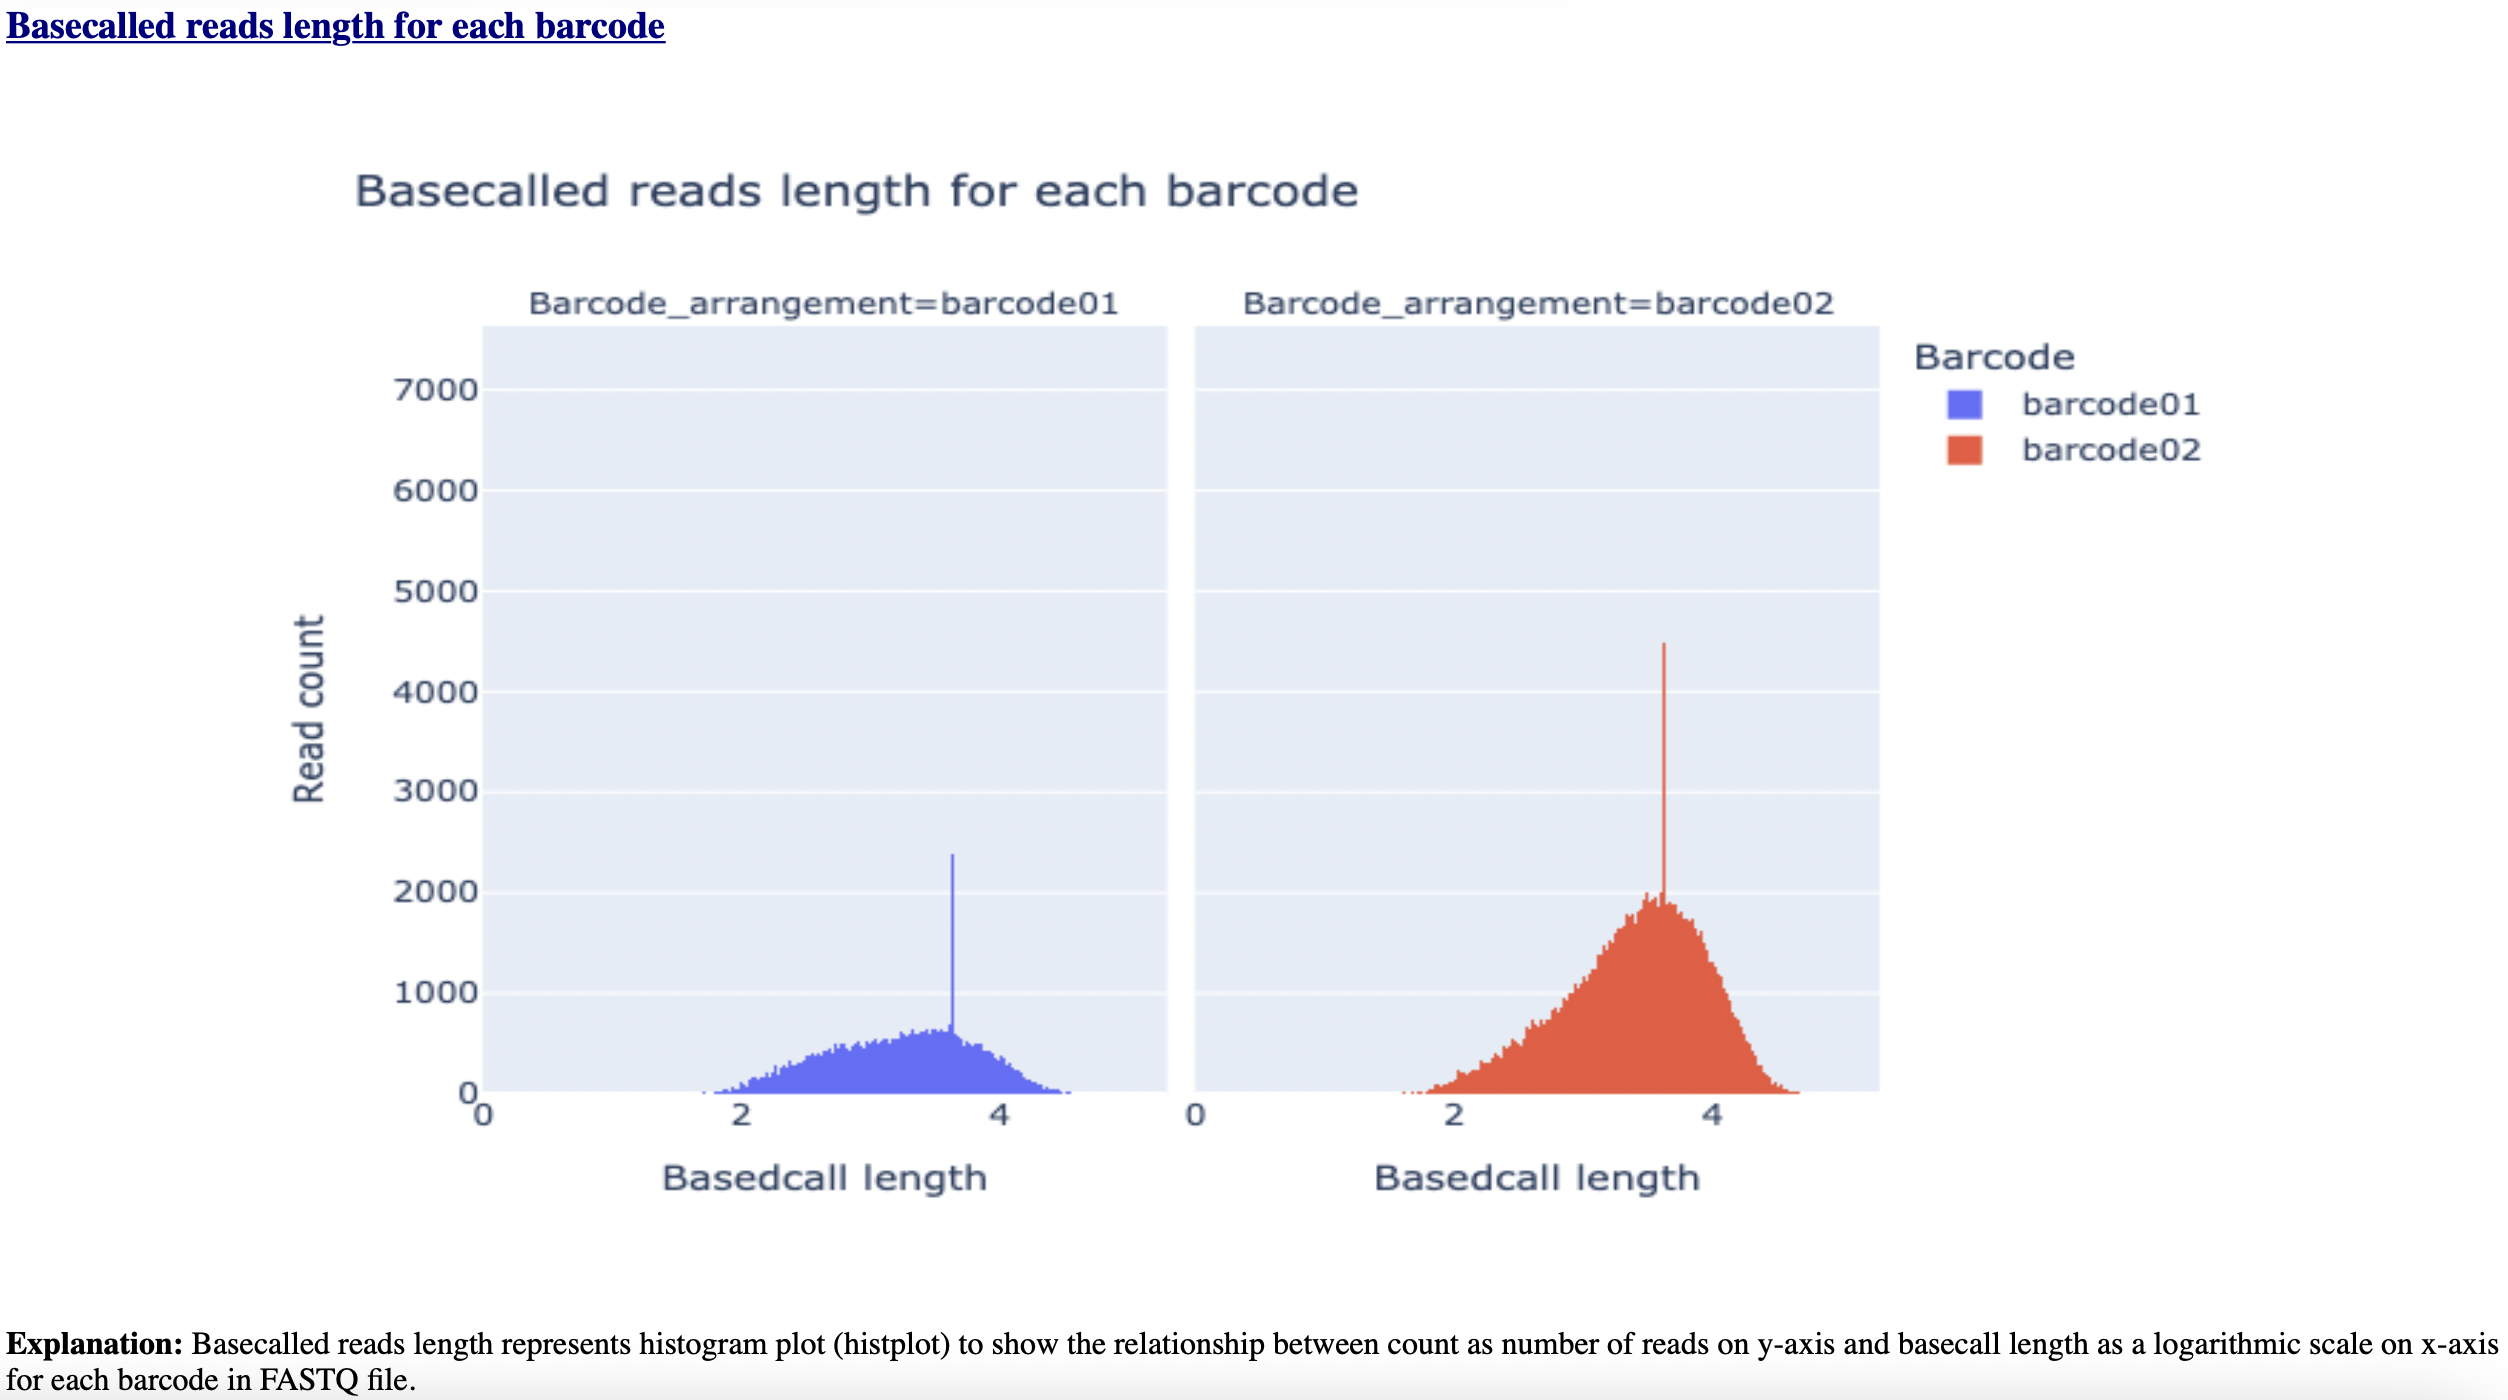 Basecalled reads length for each barcode
Basecalled reads length for each barcode
Barcode_arrangement=barcode01
Barcode_arrangement=barcode02
Barcode
barcode01
barcode02
Read count
7000
6000
5000
4000
3000
2000
1000
0
0
2
4
0
2
4
Basedcall length
Basedcall length
Explanation: Basecalled reads length represents histogram plot (histplot) to show the relationship between count as number of reads on y-axis and basecall length as a logarithmic scale on x-axis
for each barcode in FASTQ file.